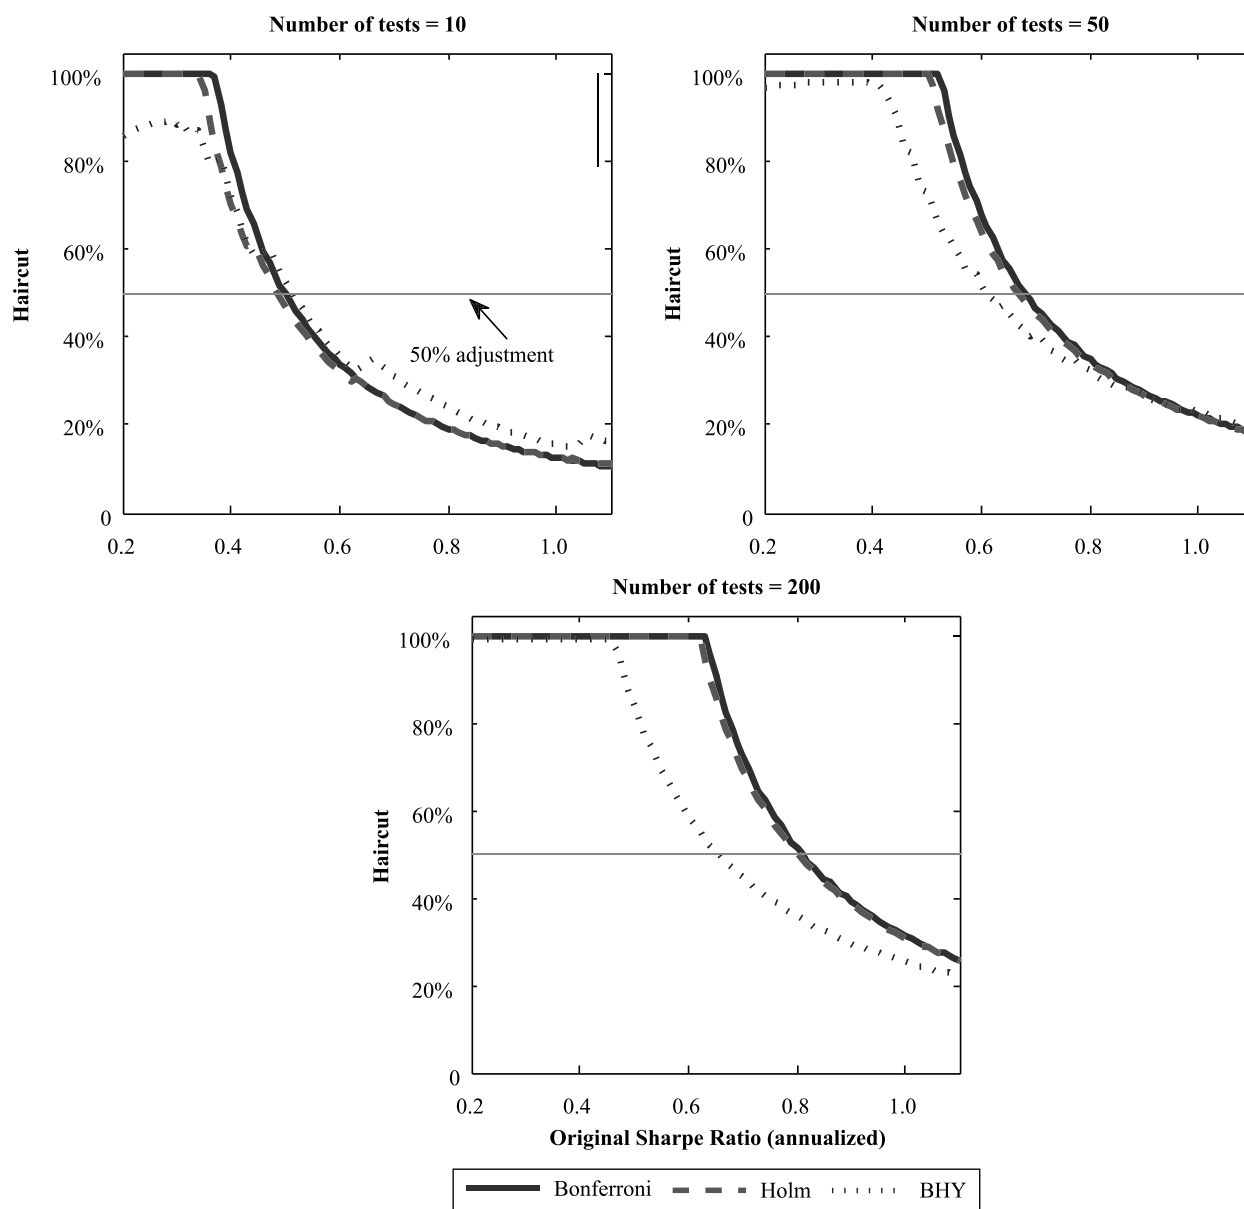 Number of tests = 10
100%
80%
60%
40%
20%
0
Haircut
50% adjustment
0.2 0.4 0.6 0.8 1.0
Number of tests = 50
100%
80%
60%
40%
20%
0
Haircut
0.2 0.4 0.6 0.8 1.0
Number of tests = 200
100%
80%
60%
40%
20%
0
Haircut
0.2 0.4 0.6 0.8 1.0
Original Sharpe Ratio (annualized)
Bonferroni Holm BHY